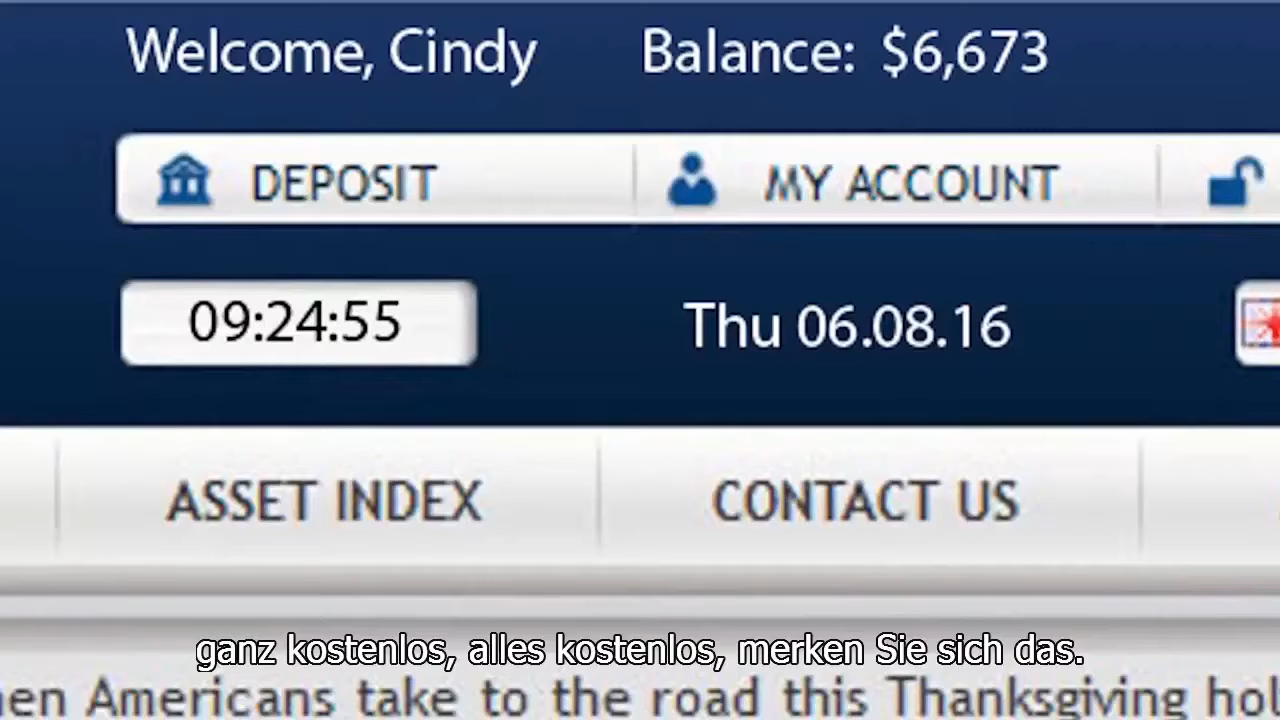 Welcome, Cindy Balance: $6,673
DEPOSIT MY ACCOUNT
09:24:55 Thu 06.08.16
ASSET INDEX CONTACT US
ganz kostenlos, alles kostenlos, merken Sie sich das.
Americans take to the road this Thanksgiving